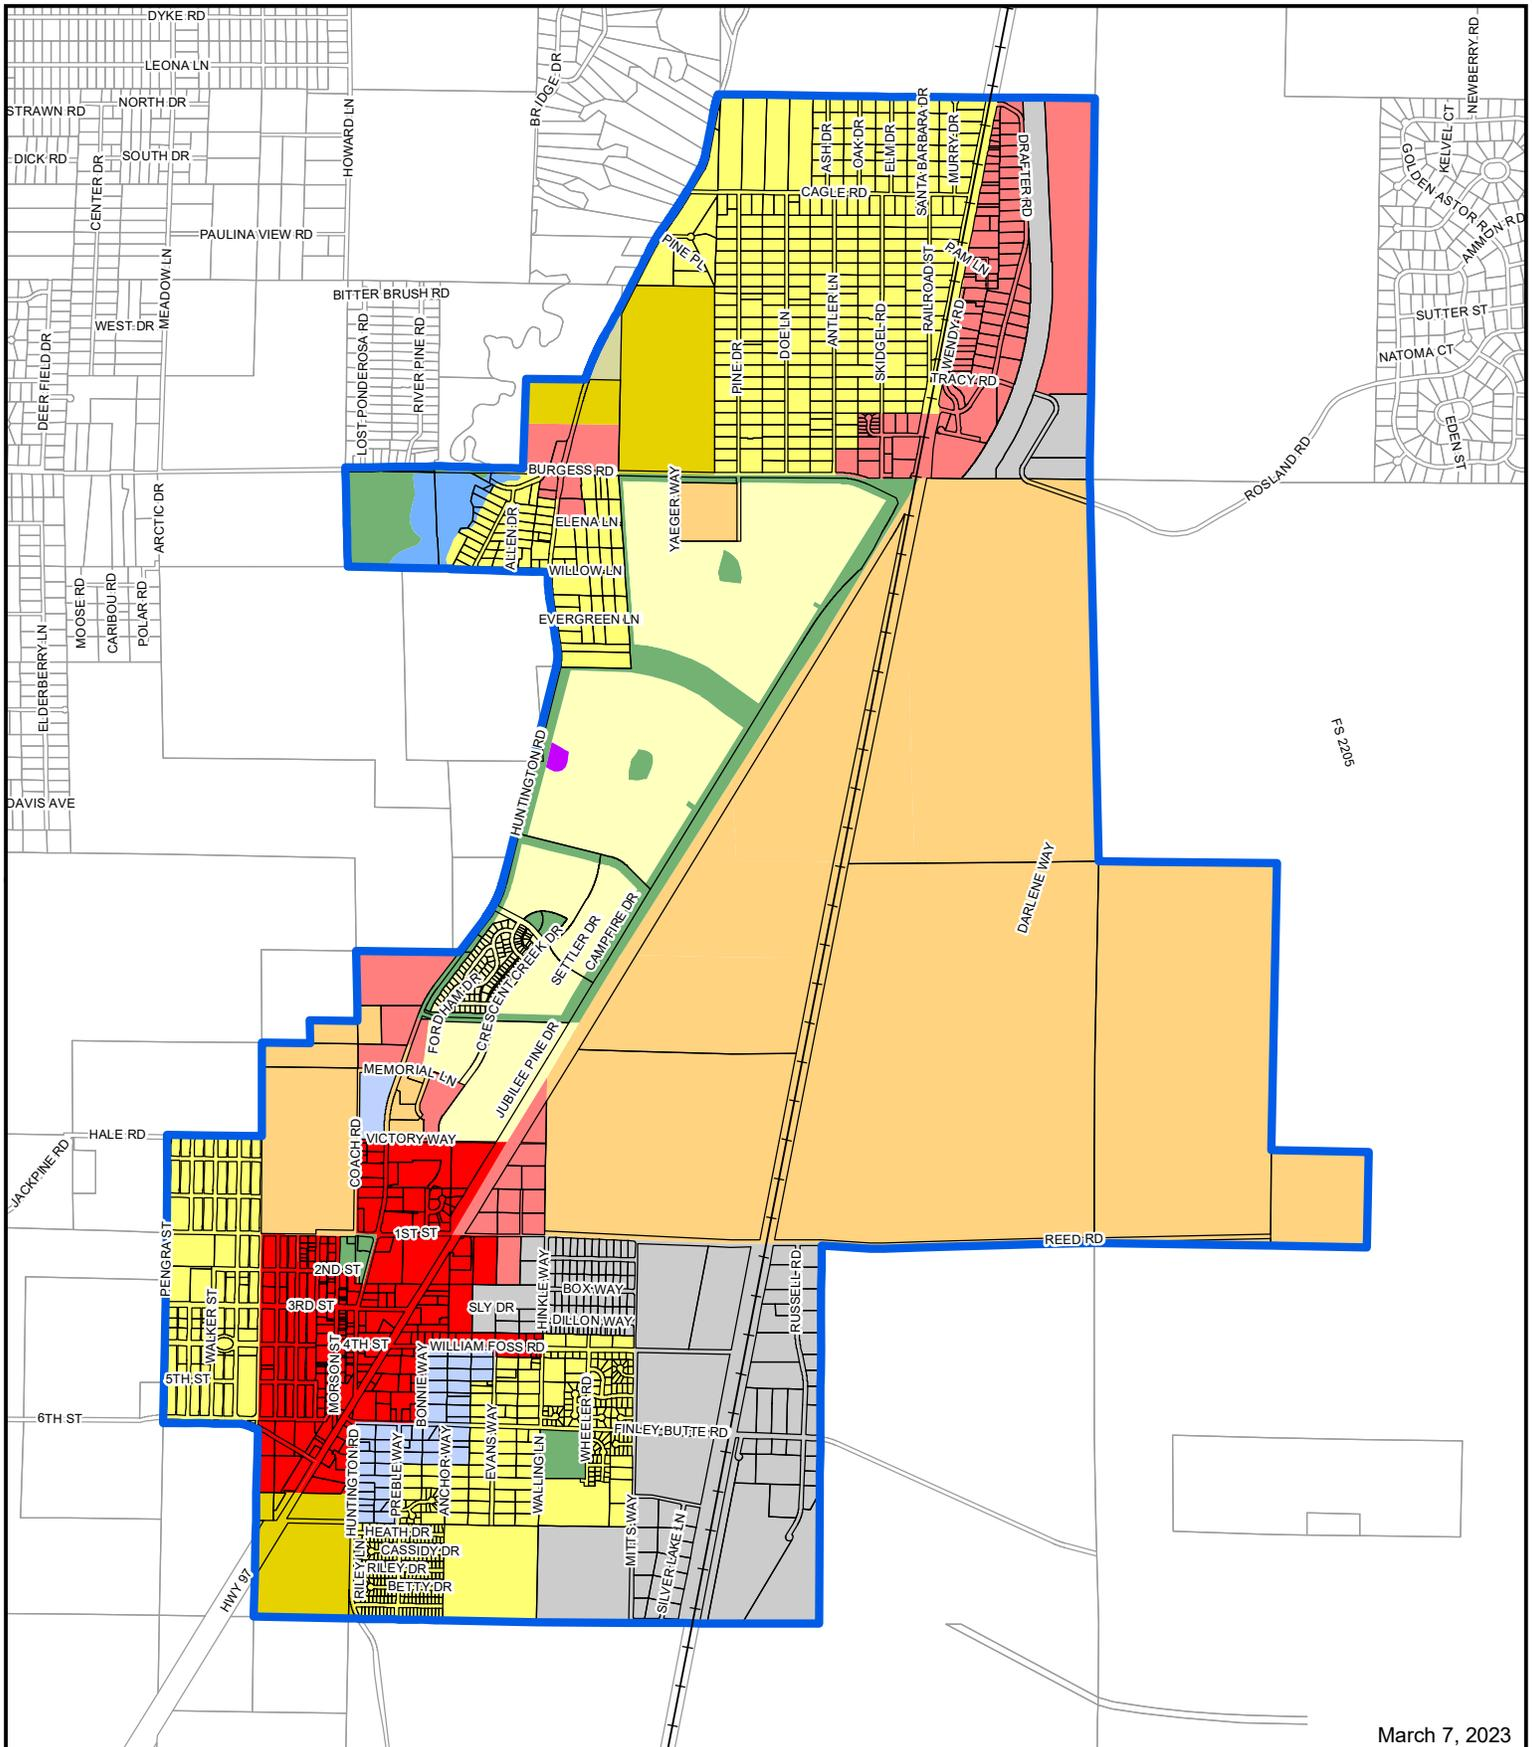 DYKE RD
NEWBERRY RD
LEONA LN
BRIDGE DR
NORTH DR
STRAWN RD
HOWARD LN
SANTA BARBARA DR
ASH DR
OAK DR
ELM DR
MURRY DR
DRAFTER RD
KELVEL CT
GOLDEN ASTOR RD
DICK RD
SOUTH DR
CENTER DR
CAGLE RD
AMMON RD
PAULINA VIEW RD
PINE PL
PAM LN
MEADOW LN
RAILROAD ST
BITTER BRUSH RD
WEST DR
LOST PONDEROSA RD
RIVER PINE RD
DEER FIELD DR
PINE DR
DOE LN
ANTLER LN
SKIDGEL RD
WENDY RD
SUTTER ST
NATOMA CT
TRACY RD
EDEN ST
BURGESS RD
ROSLAND RD
ARCTIC DR
YAEGER WAY
ALLEN DR
ELENA LN
WILLOW LN
MOOSE RD
CARIBOU RD
POLAR RD
EVERGREEN LN
ELDERBERRY LN
FS 2205
HUNTINGTON RD
DAVIS AVE
DARLENE WAY
CAMPFIRE DR
SETTLER DR
CRESCENT CREEK DR
FORDHAM DR
JUBILEE PINE DR
MEMORIAL LN
HALE RD
JACKPINE RD
COACH RD
VICTORY WAY
1ST ST
REED RD
PENGRA ST
2ND ST
HINKLE WAY
RUSSELL RD
BOX WAY
3RD ST
SLY DR
DILLON WAY
WALKER ST
4TH ST
WILLIAM FOSS RD
MORSON ST
BONNIE WAY
5TH ST
WHEELER RD
6TH ST
FINLEY BUTTE RD
HUNTINGTON RD
PREBLE WAY
ANCHOR WAY
EVANS WAY
WALLING LN
MITTS WAY
SILVER LAKE LN
HEATH DR
CASSIDY DR
RILEY DR
RILEY LN
BETTY DR
HWY 97
March 7, 2023